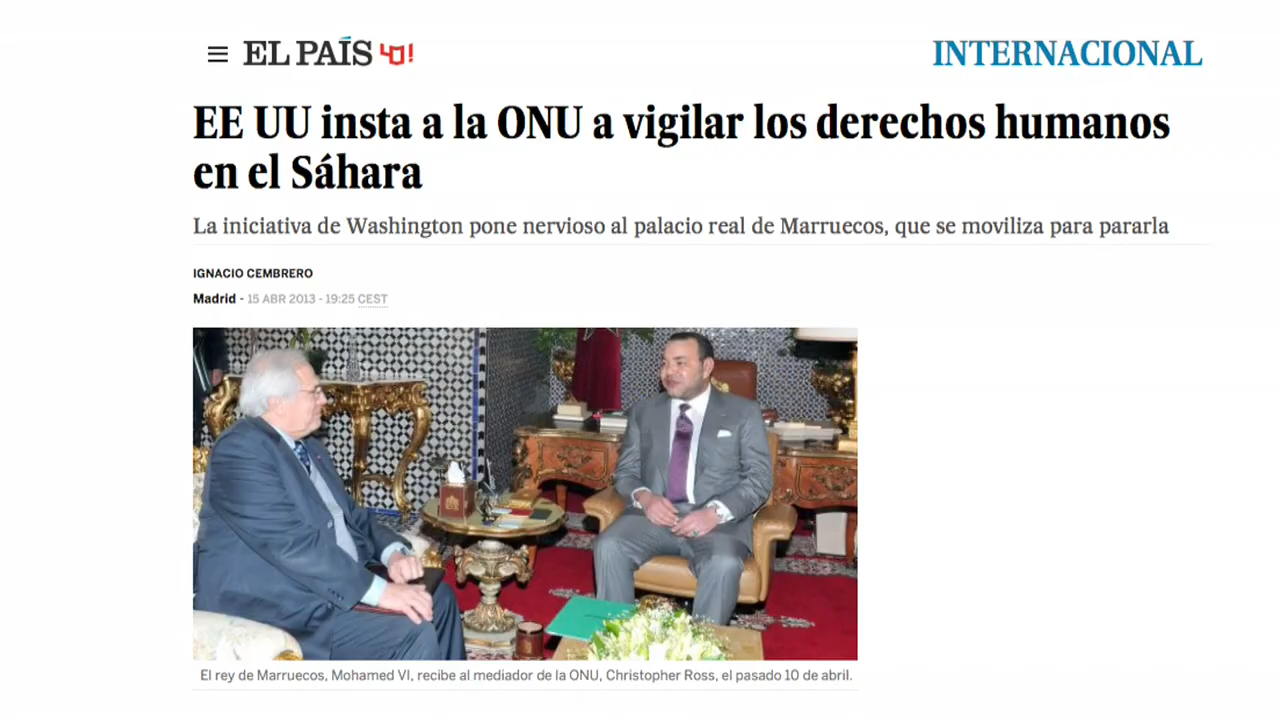 EL PAÍS 40!
INTERNACIONAL
EE UU insta a la ONU a vigilar los derechos humanos
en el Sáhara
La iniciativa de Washington pone nervioso al palacio real de Marruecos, que se moviliza para pararla
IGNACIO CEMBRERO
Madrid - 15 ABR 2013 - 19:25 CEST
El rey de Marruecos, Mohamed VI, recibe al mediador de la ONU, Christopher Ross, el pasado 10 de abril.